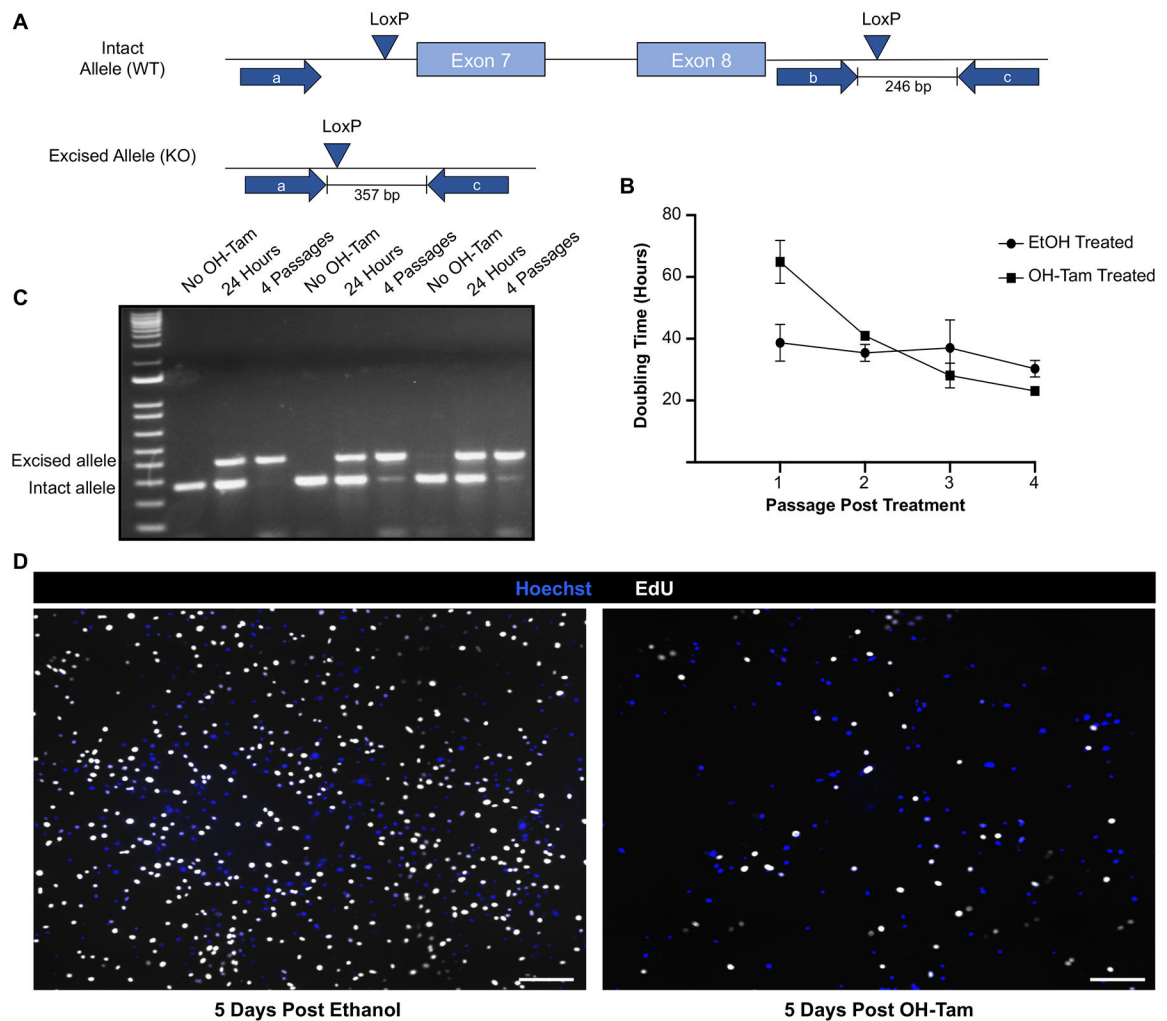 A
Intact
Allele (WT)
LoxP
LoxP
Exon 7
Exon 8
a
b
c
246 bp
Excised Allele (KO)
LoxP
a
c
357 bp
B
80
60
40
20
Doubling Time (Hours)
EtOH Treated
OH-Tam Treated
1
2
3
4
Passage Post Treatment
C
No OH-Tam
24 Hours
4 Passages
No OH-Tam
24 Hours
4 Passages
No OH-Tam
24 Hours
4 Passages
Excised allele
Intact allele
D
Hoechst EdU
5 Days Post Ethanol
5 Days Post OH-Tam